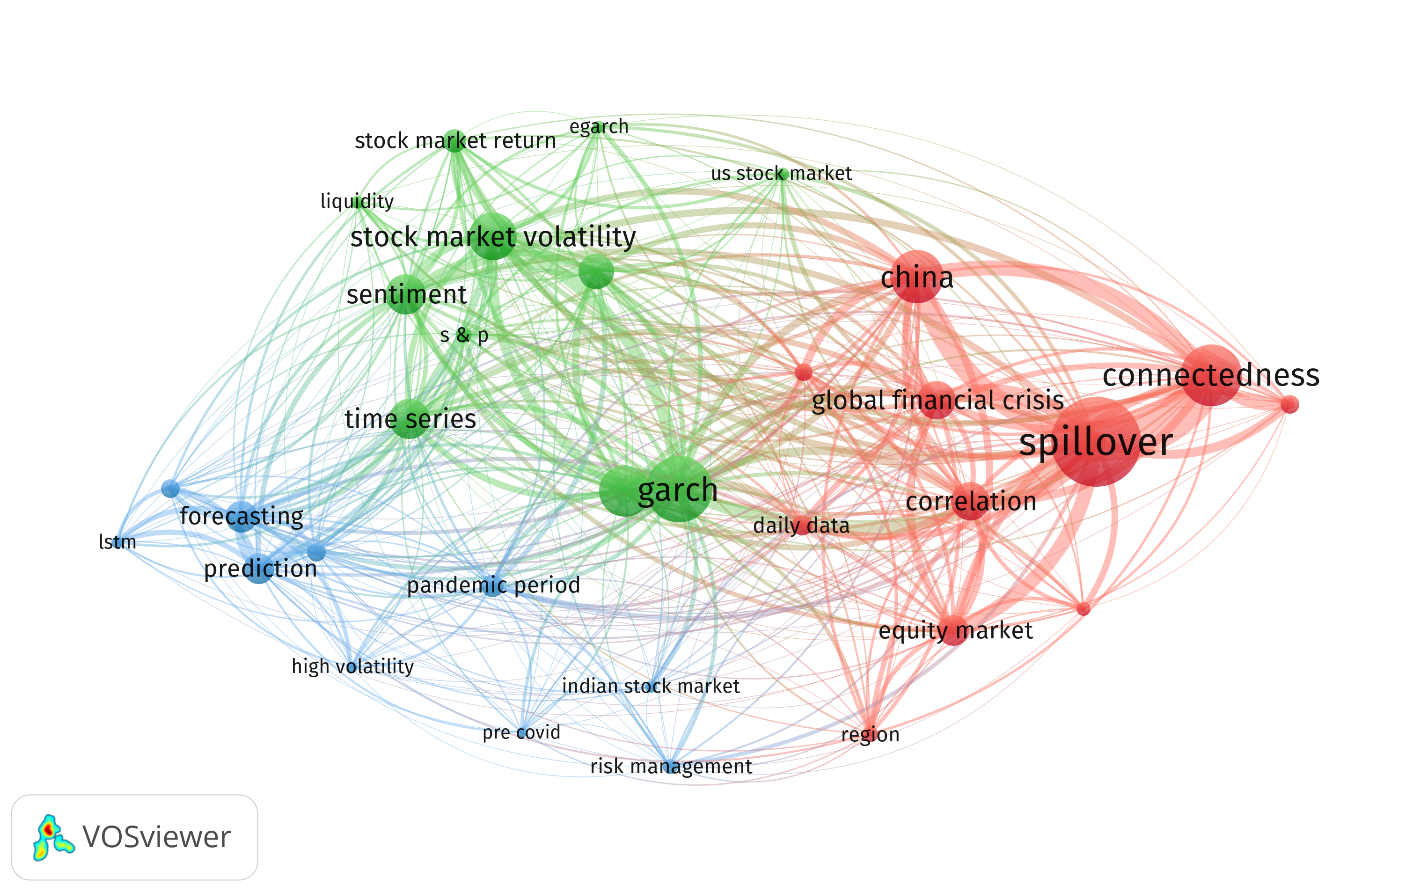 egarch
stock market return
us stock market
liquidity
stock market volatility
china
sentiment
s & p
connectedness
global financial crisis
time series
spillover
garch
correlation
forecasting
daily data
lstm
prediction
pandemic period
equity market
high volatility
indian stock market
pre covid
region
risk management
VOSviewer